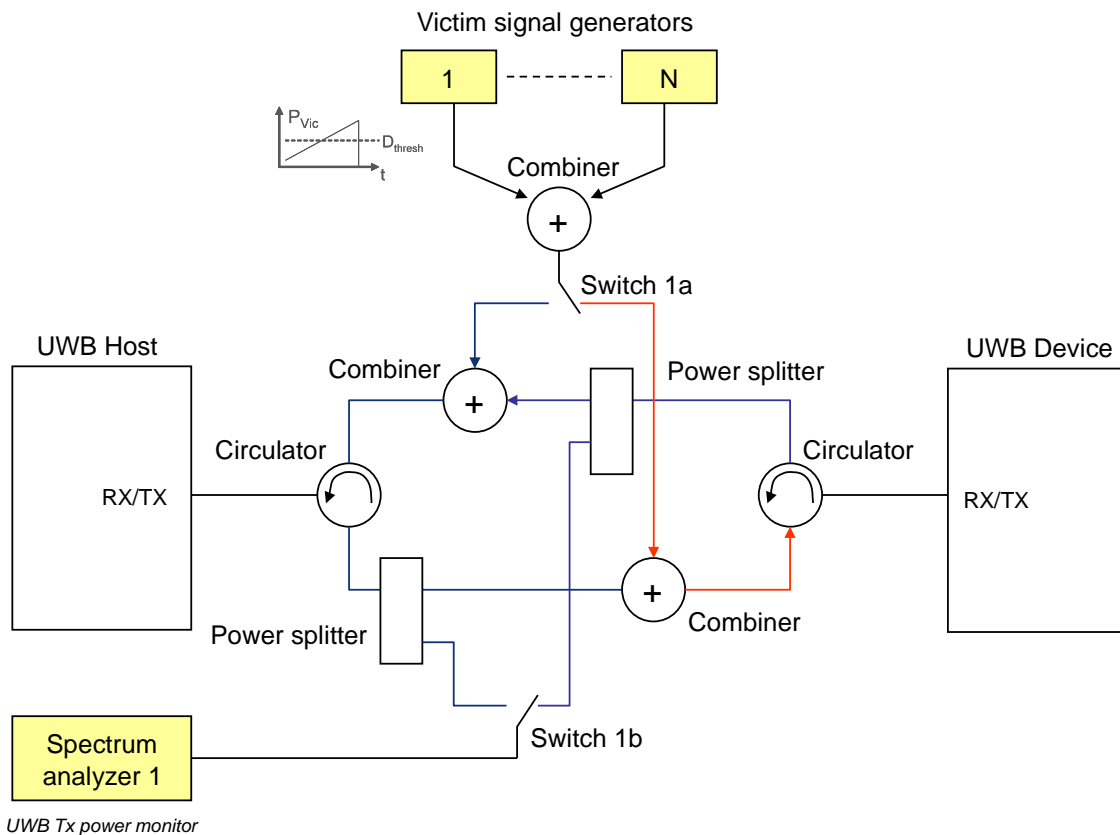 Victim signal generators
1
N
P Vic
D thresh
t
Combiner
+
Switch 1a
UWB Host
UWB Device
Combiner
+
Power splitter
Circulator
Circulator
RX/TX
RX/TX
+
Combiner
Power splitter
Switch 1b
Spectrum
analyzer 1
UWB Tx power monitor